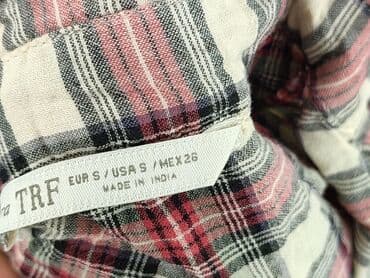 TRF
EUR S / USA S / MEX 26
MADE IN INDIA